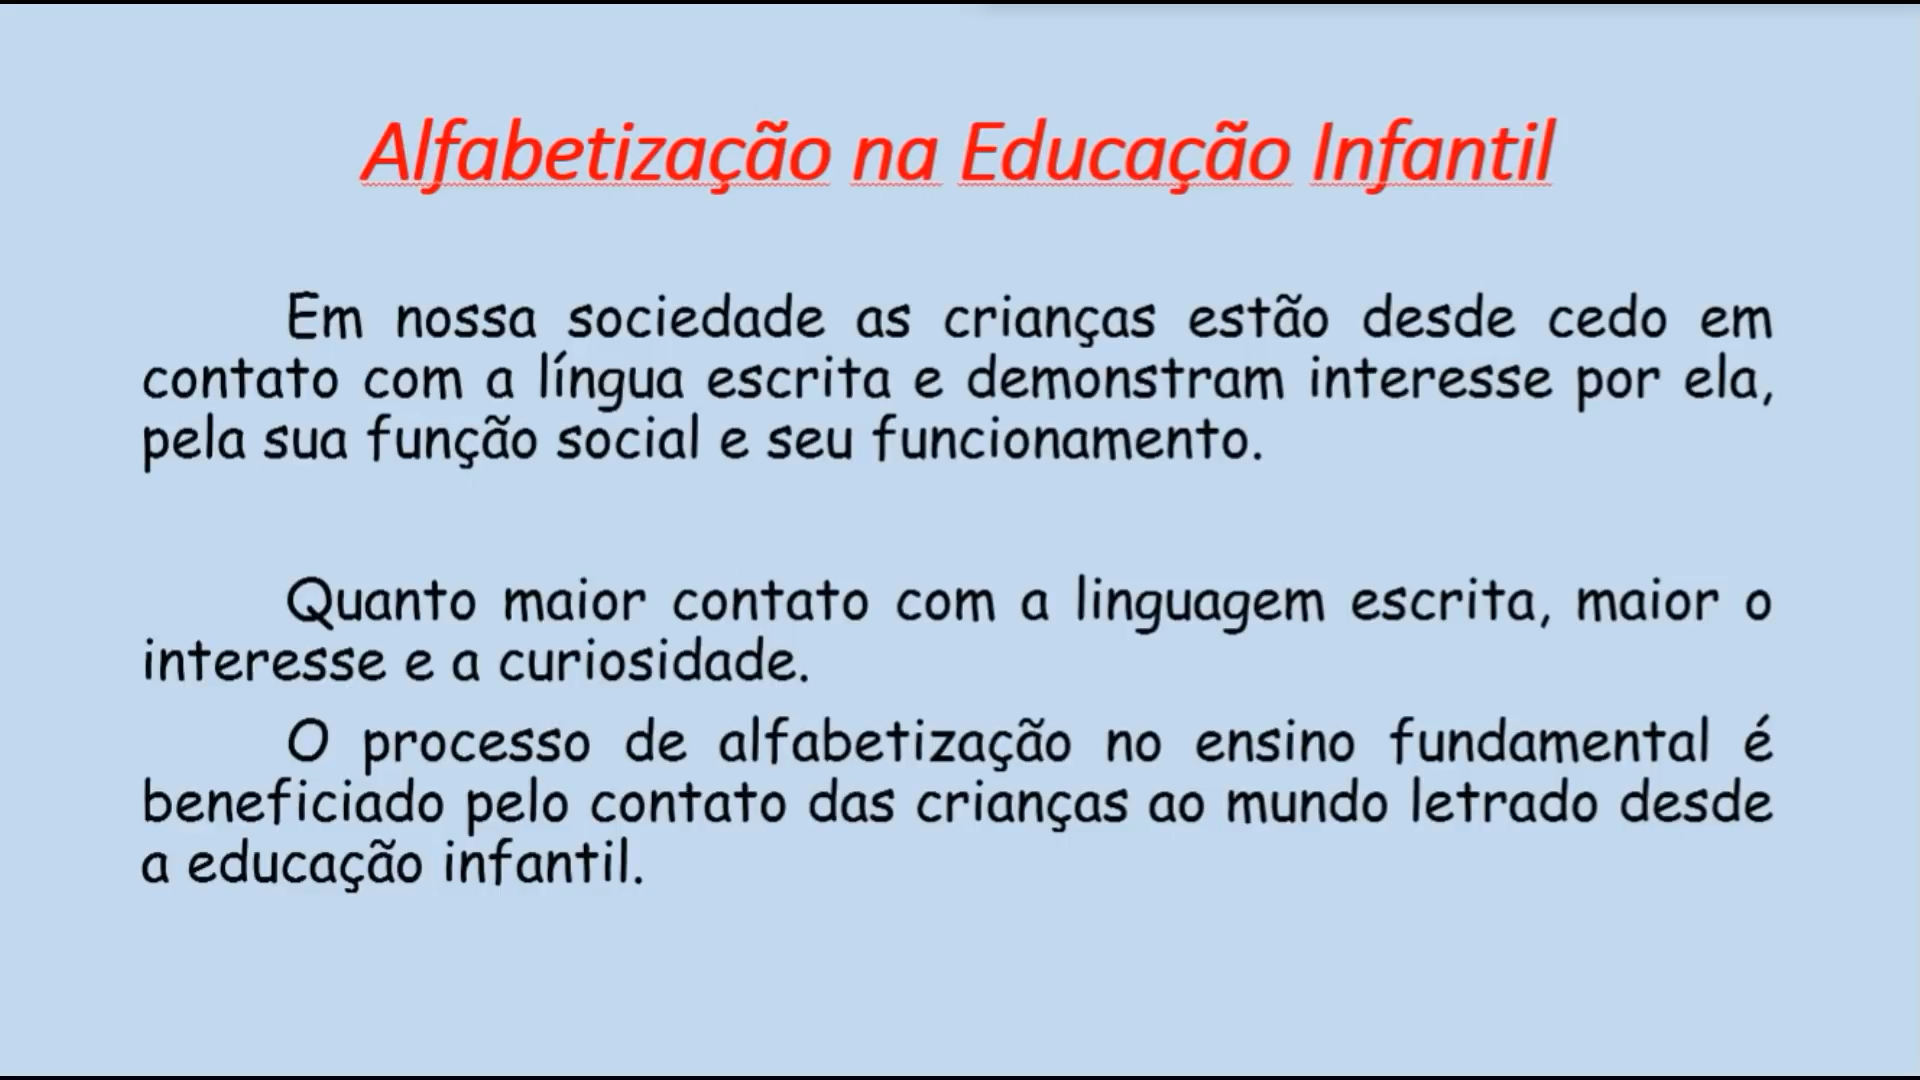 Alfabetização na Educação Infantil
Em nossa sociedade as crianças estão desde cedo em
contato com a língua escrita e demonstram interesse por ela,
pela sua função social e seu funcionamento.
Quanto maior contato com a linguagem escrita, maior o
interesse e a curiosidade.
O processo de alfabetização no ensino fundamental é
beneficiado pelo contato das crianças ao mundo letrado desde
a educação infantil.